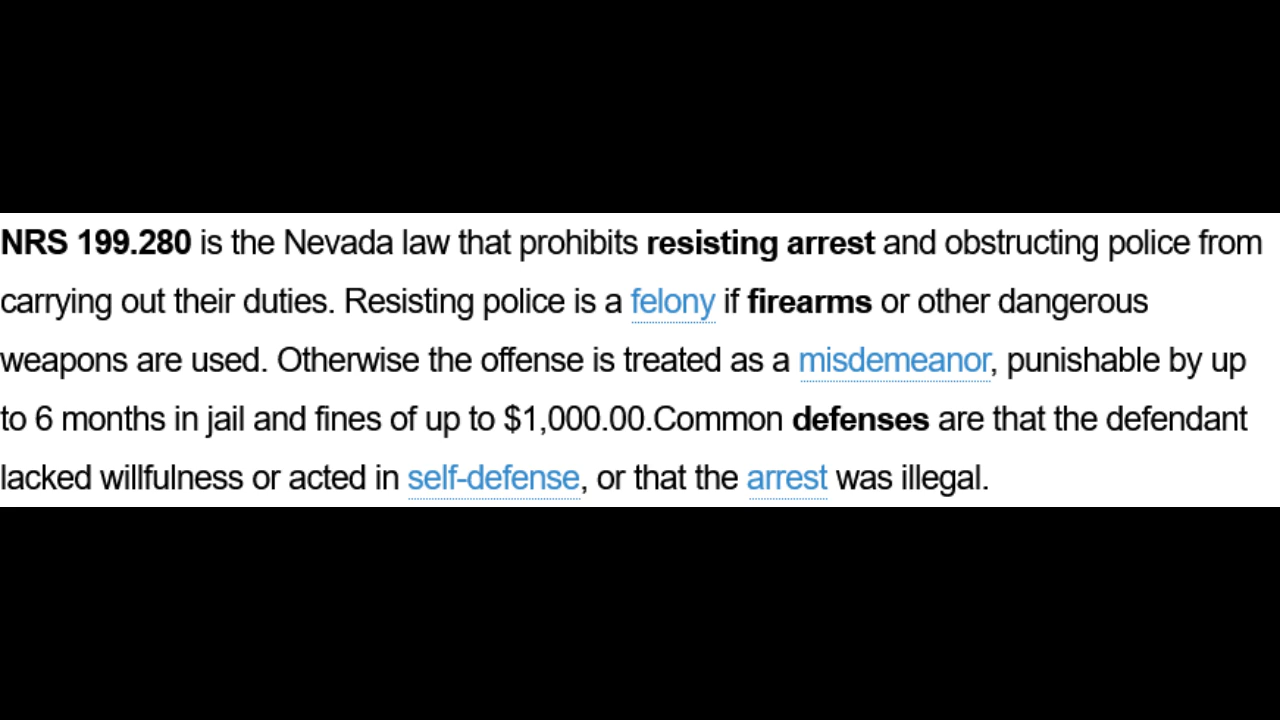 NRS 199.280 is the Nevada law that prohibits resisting arrest and obstructing police from
carrying out their duties. Resisting police is a felony if firearms or other dangerous
weapons are used. Otherwise the offense is treated as a misdemeanor, punishable by up
to 6 months in jail and fines of up to $1,000.00.Common defenses are that the defendant
lacked willfulness or acted in self-defense, or that the arrest was illegal.